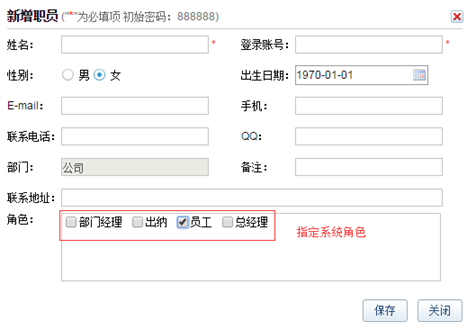 新增职员 ("*"为必填项 初始密码：888888)
姓名： * 登录账号： *
性别： 男 女 出生日期： 1970-01-01
E-mail： 手机：
联系电话： QQ：
部门： 公司 备注：
联系地址：
角色： 部门经理 出纳 员工 总经理 指定系统角色
保存 关闭